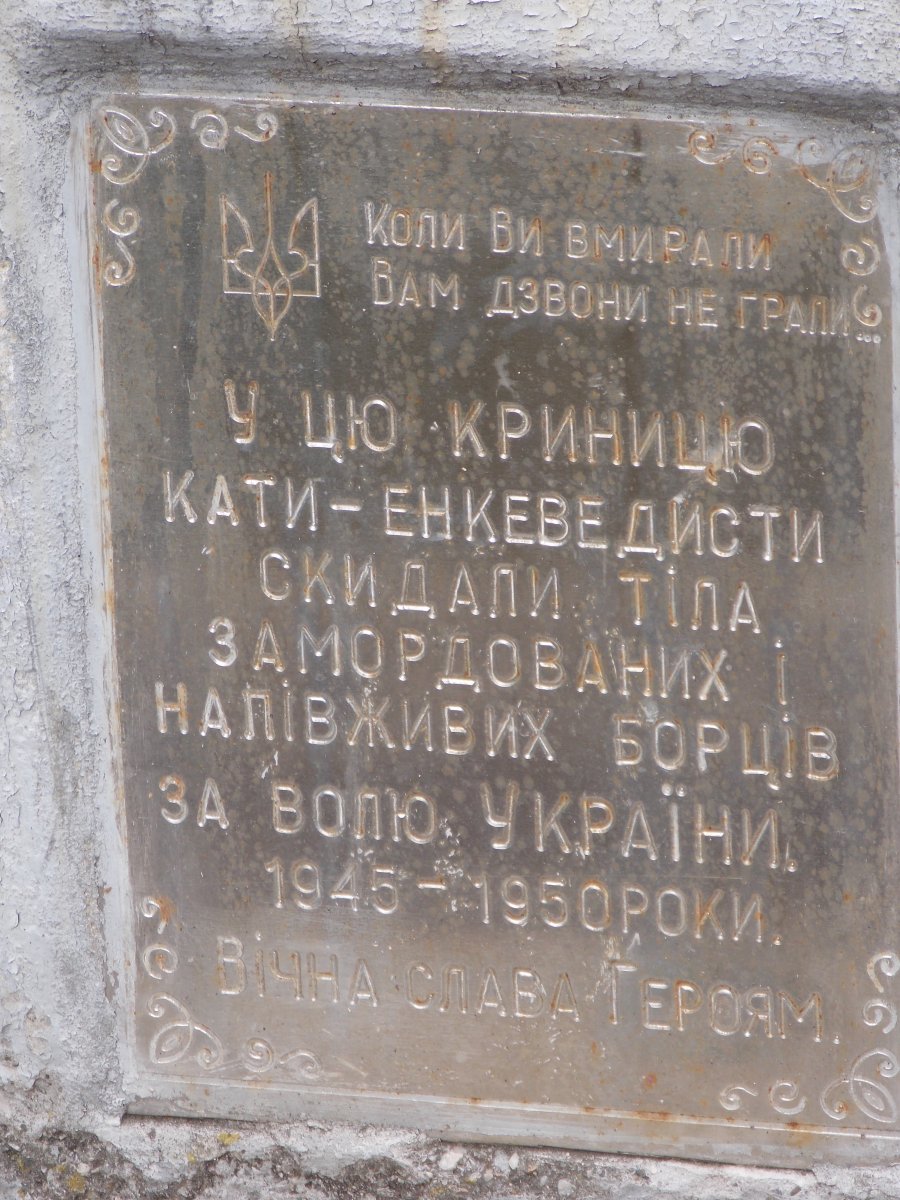 Коли Ви вмирали
Вам дзвони не грали...
У ЦЮ КРИНИЦЮ
КАТИ-ЕНКЕВЕДИСТИ
СКИДАЛИ ТІЛА
ЗАМОРДОВАНИХ І
НАПІВЖИВИХ БОРЦІВ
ЗА ВОЛЮ УКРАЇНИ.
1945-1950РОКИ.
Вічна слава Героям.